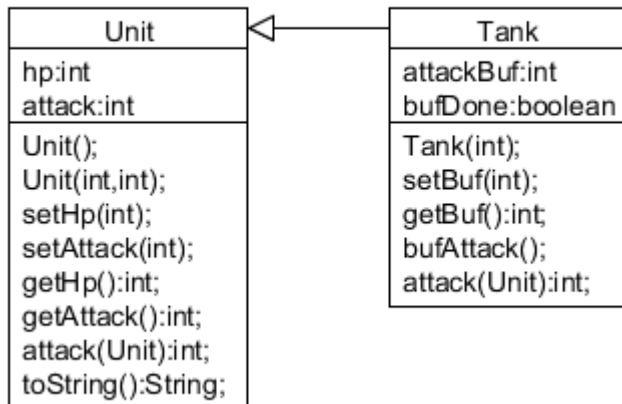 Unit
hp:int
attack:int
Unit();
Unit(int,int);
setHp(int);
setAttack(int);
getHp():int;
getAttack():int;
attack(Unit):int;
toString():String;
Tank
attackBuf:int
bufDone:boolean
Tank(int);
setBuf(int);
getBuf():int;
bufAttack();
attack(Unit):int;